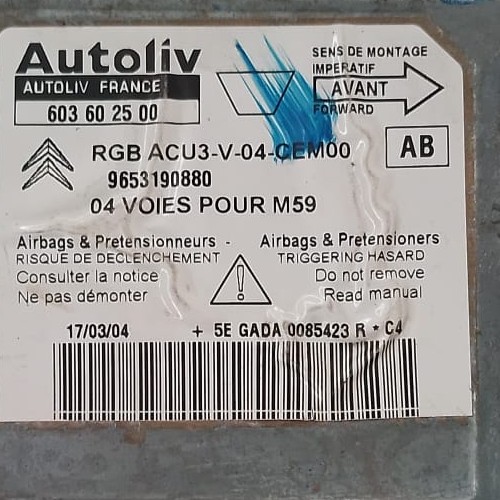 Autoliv
AUTOLIV FRANCE
603 60 25 00
SENS DE MONTAGE
IMPERATIF
AVANT
FORWARD
RGB ACU3-V-04-CEM00
AB
9653190880
04 VOIES POUR M59
Airbags & Pretensionneurs -
RISQUE DE DECLENCHEMENT
Consulter la notice
Ne pas démonter
!
Airbags & Pretensioners
TRIGGERING HASARD
Do not remove
Read manual
17/03/04 + 5E GADA 0085423 R * C4